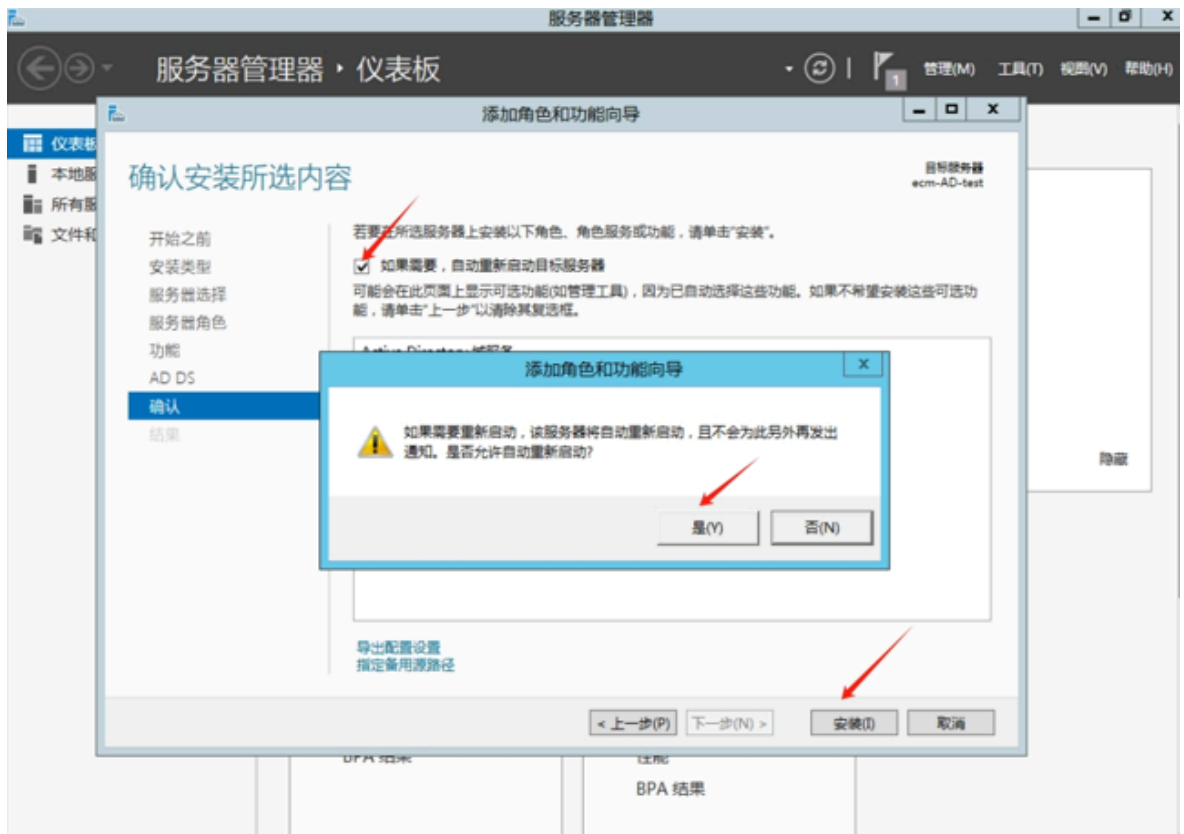 服务器管理器
服务器管理器 · 仪表板
1
管理(M) 工具(T) 视图(V) 帮助(H)
添加角色和功能向导
仪表板
本地服
所有服
文件和
确认安装所选内容
目标服务器
ecm-AD-test
开始之前
安装类型
服务器选择
服务器角色
功能
AD DS
确认
结果
若要在所选服务器上安装以下角色、角色服务或功能，请单击"安装"。
如果需要，自动重新启动目标服务器
可能会在此页面上显示可选功能(如管理工具)，因为已自动选择这些功能。如果不希望安装这些可选功
能，请单击"上一步"以清除其复选框。
Active Directory 域服务
添加角色和功能向导
如果需要重新启动，该服务器将自动重新启动，且不会为此另外再发出
通知。是否允许自动重新启动?
是(Y) 否(N)
隐藏
导出配置设置
指定备用源路径
< 上一步(P) 下一步(N) > 安装(I) 取消
BPA 结果
性能
BPA 结果